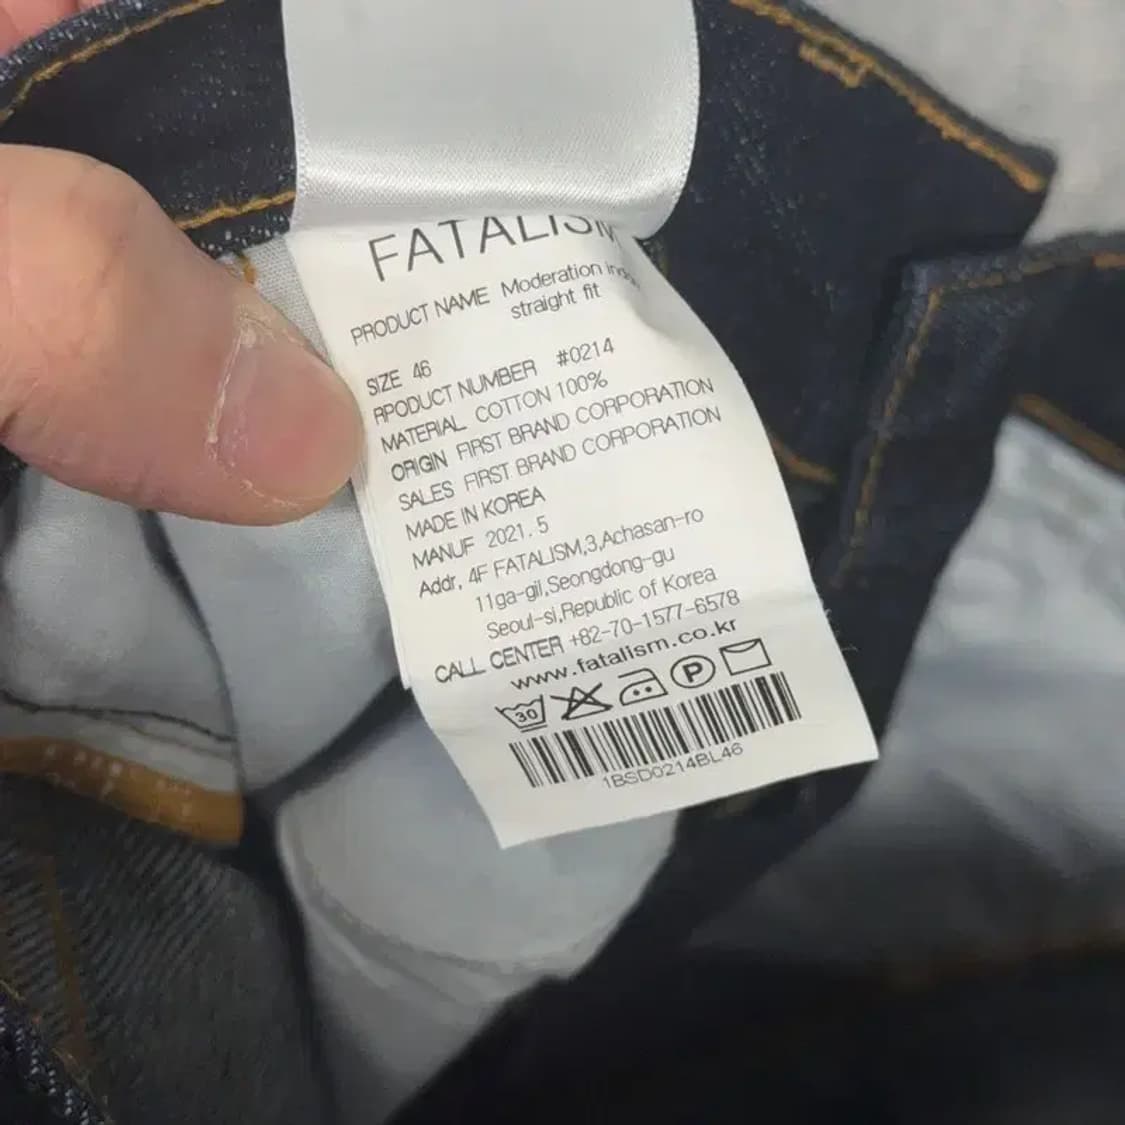 FATALISM
PRODUCT NAME Moderation
straight fit
SIZE 46
RPODUCT NUMBER #0214
MATERIAL COTTON 100%
ORIGIN FIRST BRAND CORPORATION
SALES FIRST BRAND CORPORATION
MADE IN KOREA
MANUF 2021. 5
Addr, 4F FATALISM,3,Achasan-ro
11ga-gil,Seongdong-gu
Seoul-si,Republic of Korea
CALL CENTER +82-70-1577-6578
www.fatalism.co.kr
30 P
1BSD0214BL46